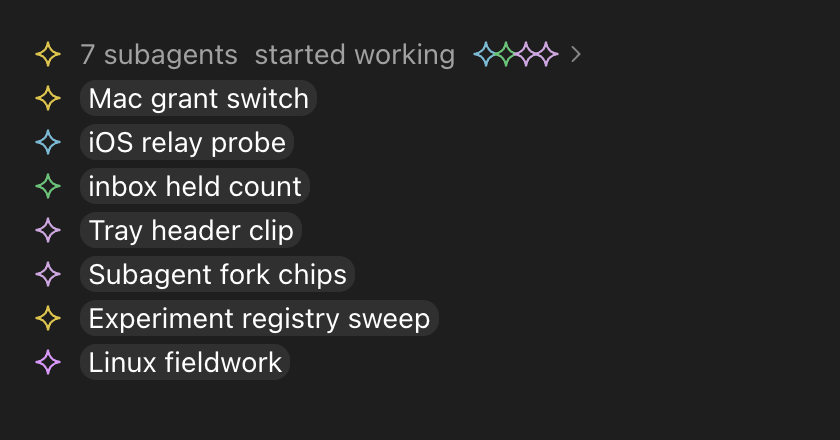 7 subagents started working
Mac grant switch
iOS relay probe
inbox held count
Tray header clip
Subagent fork chips
Experiment registry sweep
Linux fieldwork